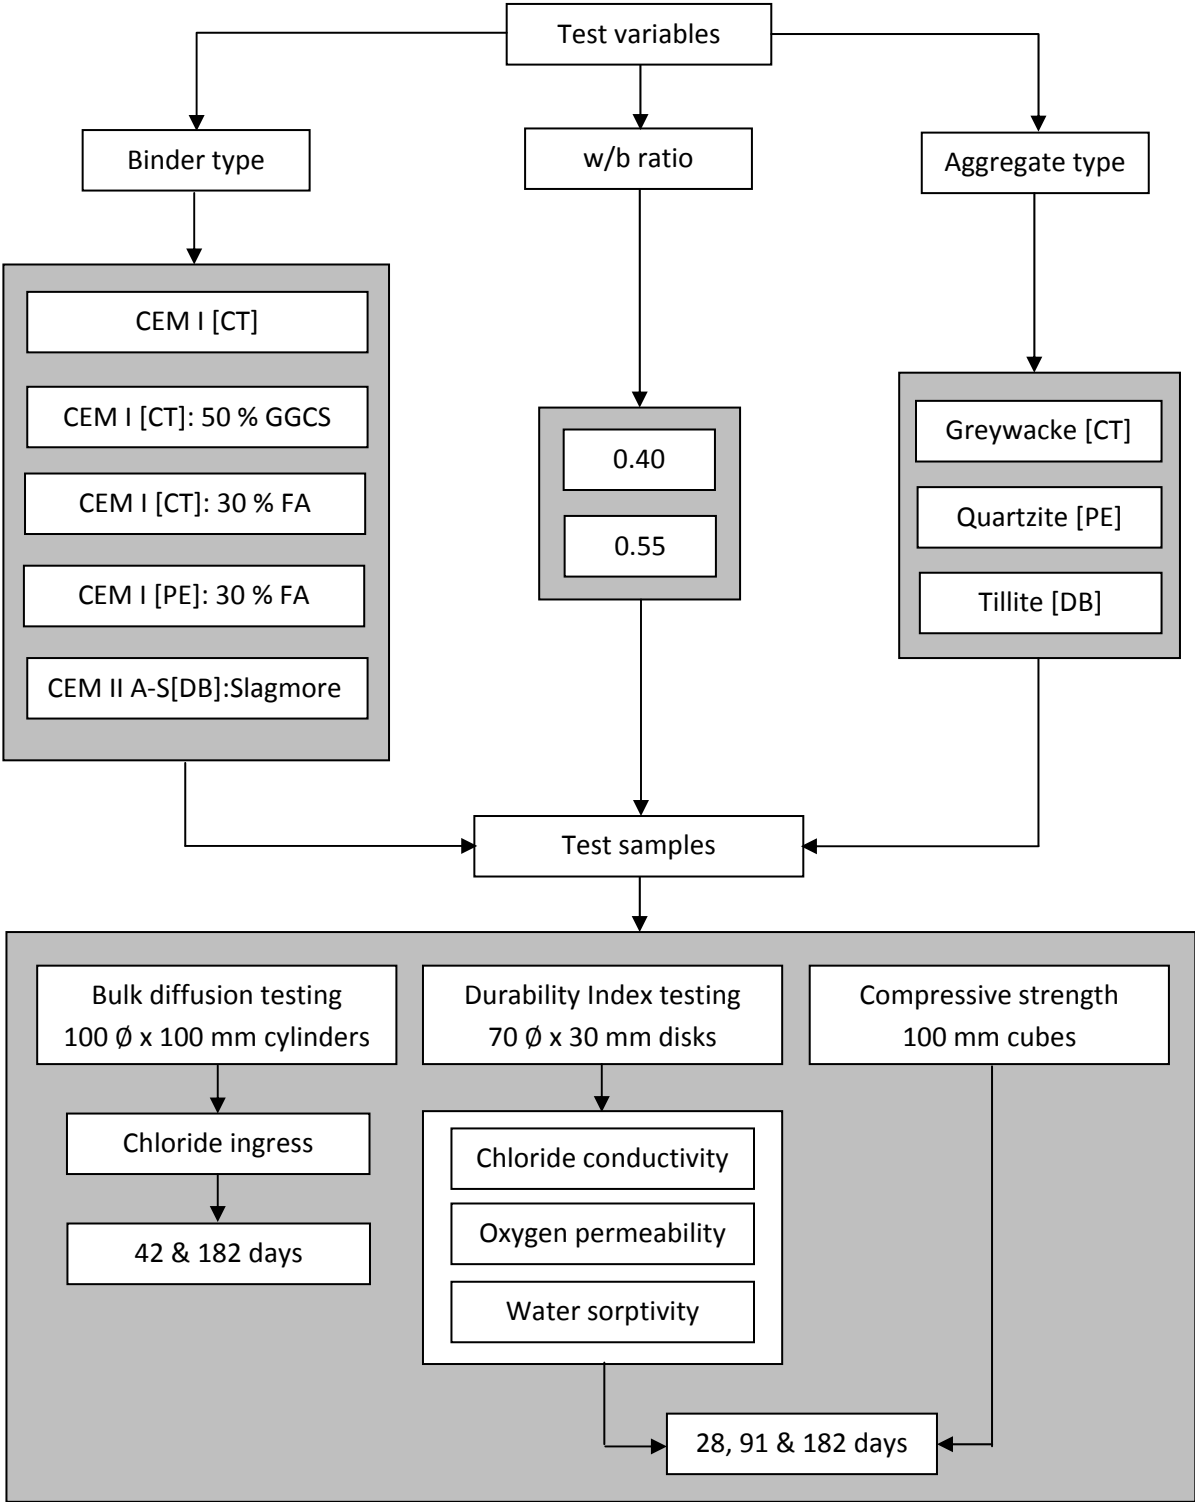 Test variables
Binder type
w/b ratio
Aggregate type
CEM I [CT]
CEM I [CT]: 50 % GGCS
CEM I [CT]: 30 % FA
CEM I [PE]: 30 % FA
CEM II A-S[DB]:Slagmore
0.40
0.55
Greywacke [CT]
Quartzite [PE]
Tillite [DB]
Test samples
Bulk diffusion testing
100 Ø x 100 mm cylinders
Chloride ingress
42 & 182 days
Durability Index testing
70 Ø x 30 mm disks
Chloride conductivity
Oxygen permeability
Water sorptivity
Compressive strength
100 mm cubes
28, 91 & 182 days